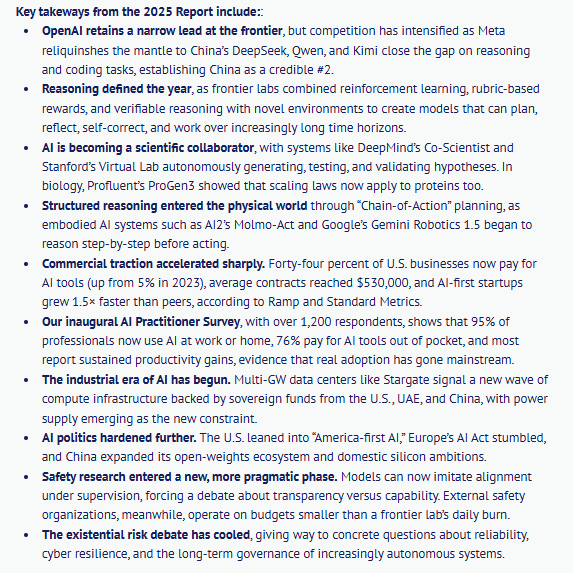 Key takeways from the 2025 Report include::
• OpenAI retains a narrow lead at the frontier, but competition has intensified as Meta
reliquinshes the mantle to China's DeepSeek, Qwen, and Kimi close the gap on reasoning
and coding tasks, establishing China as a credible #2.
• Reasoning defined the year, as frontier labs combined reinforcement learning, rubric-based
rewards, and verifiable reasoning with novel environments to create models that can plan,
reflect, self-correct, and work over increasingly long time horizons.
• AI is becoming a scientific collaborator, with systems like DeepMind's Co-Scientist and
Stanford's Virtual Lab autonomously generating, testing, and validating hypotheses. In
biology, Profluent's ProGen3 showed that scaling laws now apply to proteins too.
• Structured reasoning entered the physical world through “Chain-of-Action” planning, as
embodied AI systems such as AI2's Molmo-Act and Google's Gemini Robotics 1.5 began to
reason step-by-step before acting.
• Commercial traction accelerated sharply. Forty-four percent of U.S. businesses now pay for
AI tools (up from 5% in 2023), average contracts reached $530,000, and AI-first startups
grew 1.5× faster than peers, according to Ramp and Standard Metrics.
• Our inaugural AI Practitioner Survey, with over 1,200 respondents, shows that 95% of
professionals now use AI at work or home, 76% pay for AI tools out of pocket, and most
report sustained productivity gains, evidence that real adoption has gone mainstream.
• The industrial era of AI has begun. Multi-GW data centers like Stargate signal a new wave of
compute infrastructure backed by sovereign funds from the U.S., UAE, and China, with power
supply emerging as the new constraint.
• AI politics hardened further. The U.S. leaned into “America-first AI,” Europe's AI Act stumbled,
and China expanded its open-weights ecosystem and domestic silicon ambitions.
• Safety research entered a new, more pragmatic phase. Models can now imitate alignment
under supervision, forcing a debate about transparency versus capability. External safety
organizations, meanwhile, operate on budgets smaller than a frontier lab's daily burn.
• The existential risk debate has cooled, giving way to concrete questions about reliability,
cyber resilience, and the long-term governance of increasingly autonomous systems.